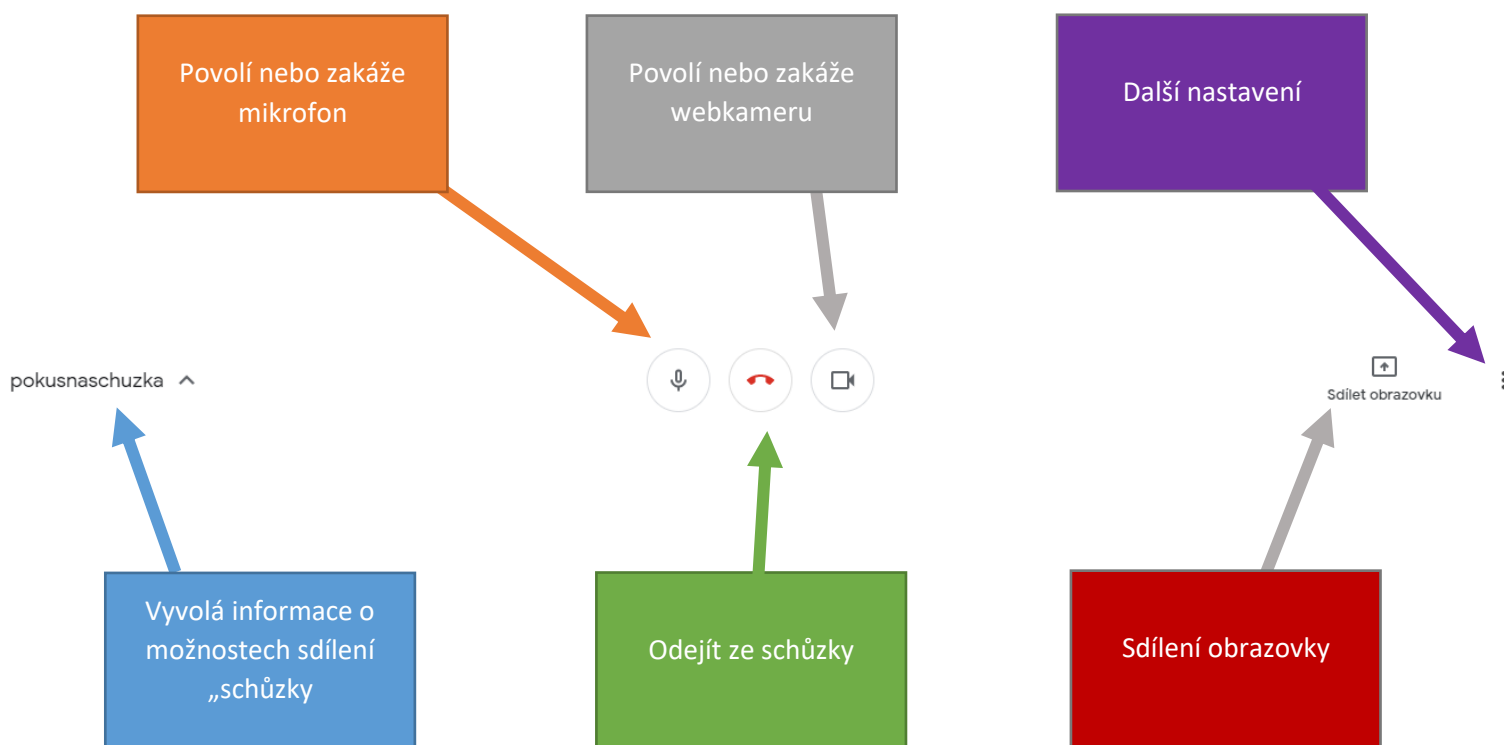 Povolí nebo zakáže
mikrofon
Povolí nebo zakáže
webkameru
Další nastavení
pokusnaschuzka
Sdílet obrazovku
Vyvolá informace o
možnostech sdílení
„schůzky
Odejít ze schůzky
Sdílení obrazovky